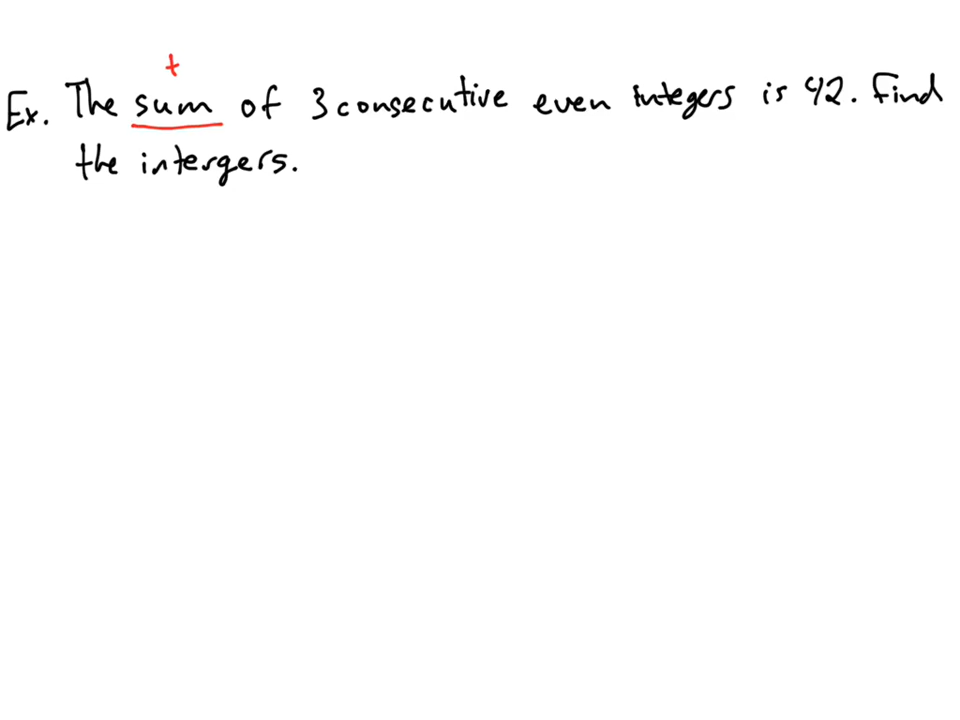 +
Ex. The sum of 3 consecutive even integers is 42. Find
the intergers.